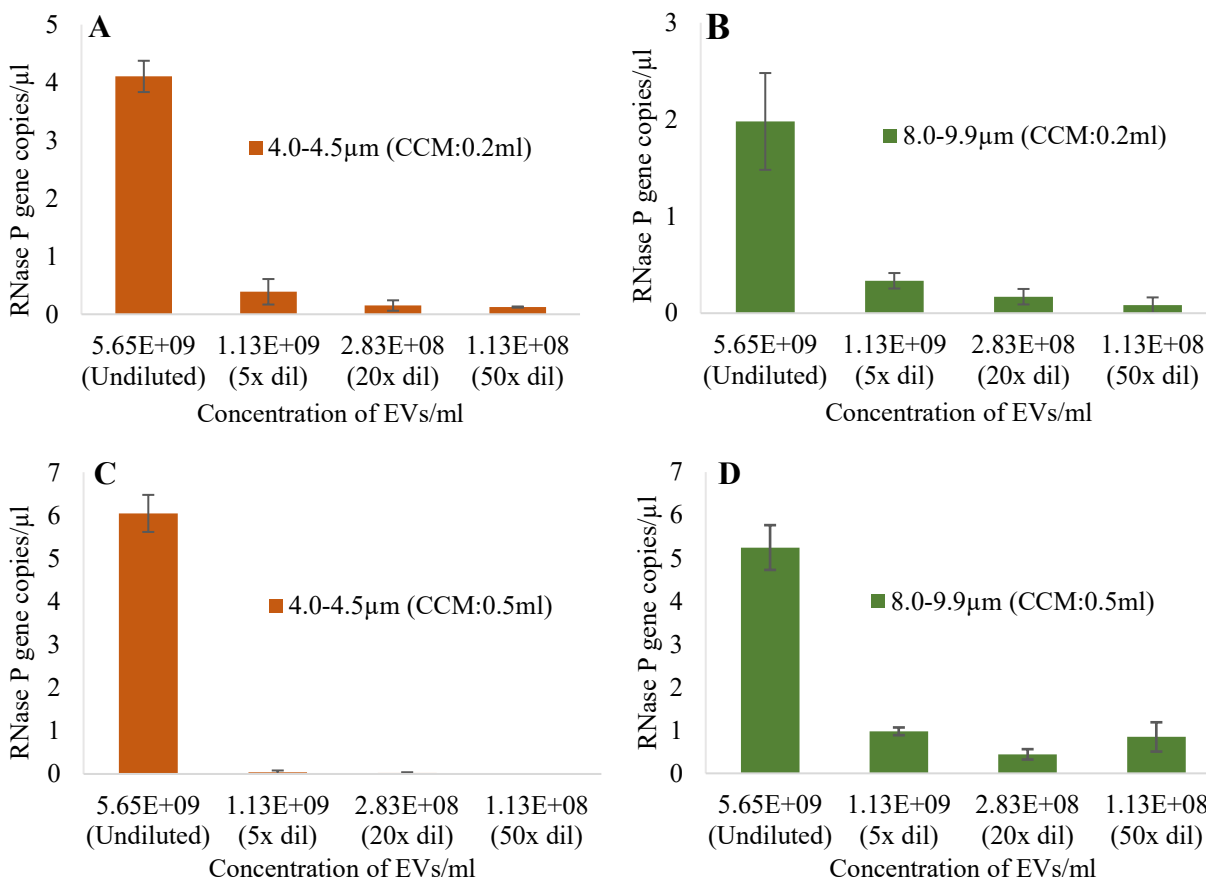 A
RNase P gene copies/µl
5
4
3
2
1
0
4.0-4.5µm (CCM:0.2ml)
5.65E+09 1.13E+09 2.83E+08 1.13E+08
(Undiluted) (5x dil) (20x dil) (50x dil)
Concentration of EVs/ml
B
RNase P gene copies/µl
3
2
1
0
8.0-9.9µm (CCM:0.2ml)
5.65E+09 1.13E+09 2.83E+08 1.13E+08
(Undiluted) (5x dil) (20x dil) (50x dil)
Concentration of EVs/ml
C
RNase P gene copies/µl
7
6
5
4
3
2
1
0
4.0-4.5µm (CCM:0.5ml)
5.65E+09 1.13E+09 2.83E+08 1.13E+08
(Undiluted) (5x dil) (20x dil) (50x dil)
Concentration of EVs/ml
D
RNase P gene copies/µl
7
6
5
4
3
2
1
0
8.0-9.9µm (CCM:0.5ml)
5.65E+09 1.13E+09 2.83E+08 1.13E+08
(Undiluted) (5x dil) (20x dil) (50x dil)
Concentration of EVs/ml